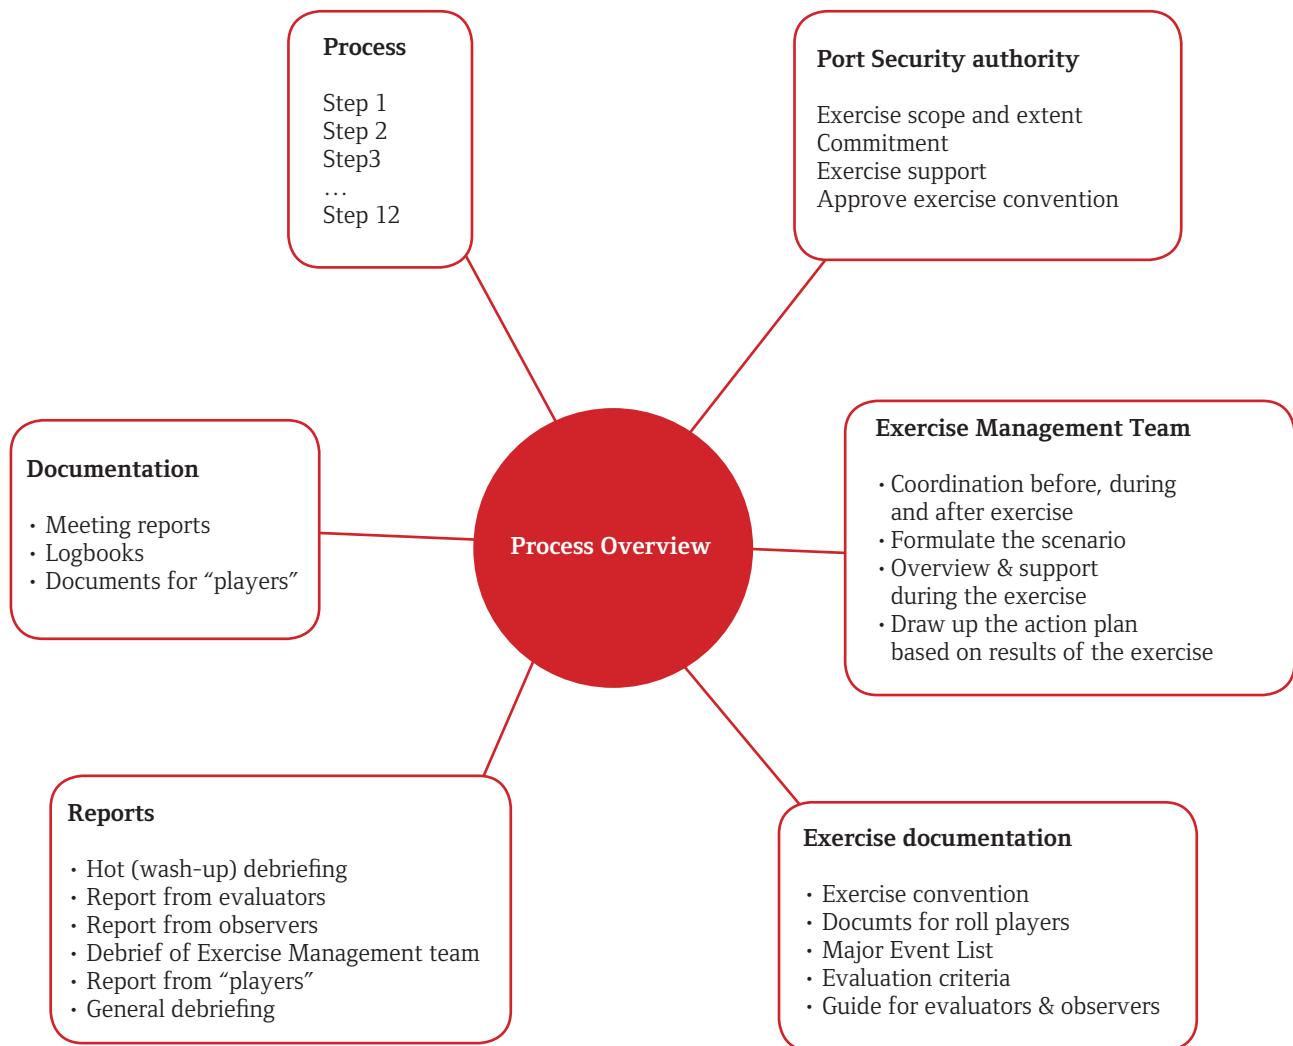 Process
Step 1
Step 2
Step3
…
Step 12
Port Security authority
Exercise scope and extent
Commitment
Exercise support
Approve exercise convention
Documentation
· Meeting reports
· Logbooks
· Documents for “players”
Process Overview
Exercise Management Team
· Coordination before, during
and after exercise
· Formulate the scenario
· Overview & support
during the exercise
· Draw up the action plan
based on results of the exercise
Reports
· Hot (wash-up) debriefing
· Report from evaluators
· Report from observers
· Debrief of Exercise Management team
· Report from “players”
· General debriefing
Exercise documentation
· Exercise convention
· Documts for roll players
· Major Event List
· Evaluation criteria
· Guide for evaluators & observers